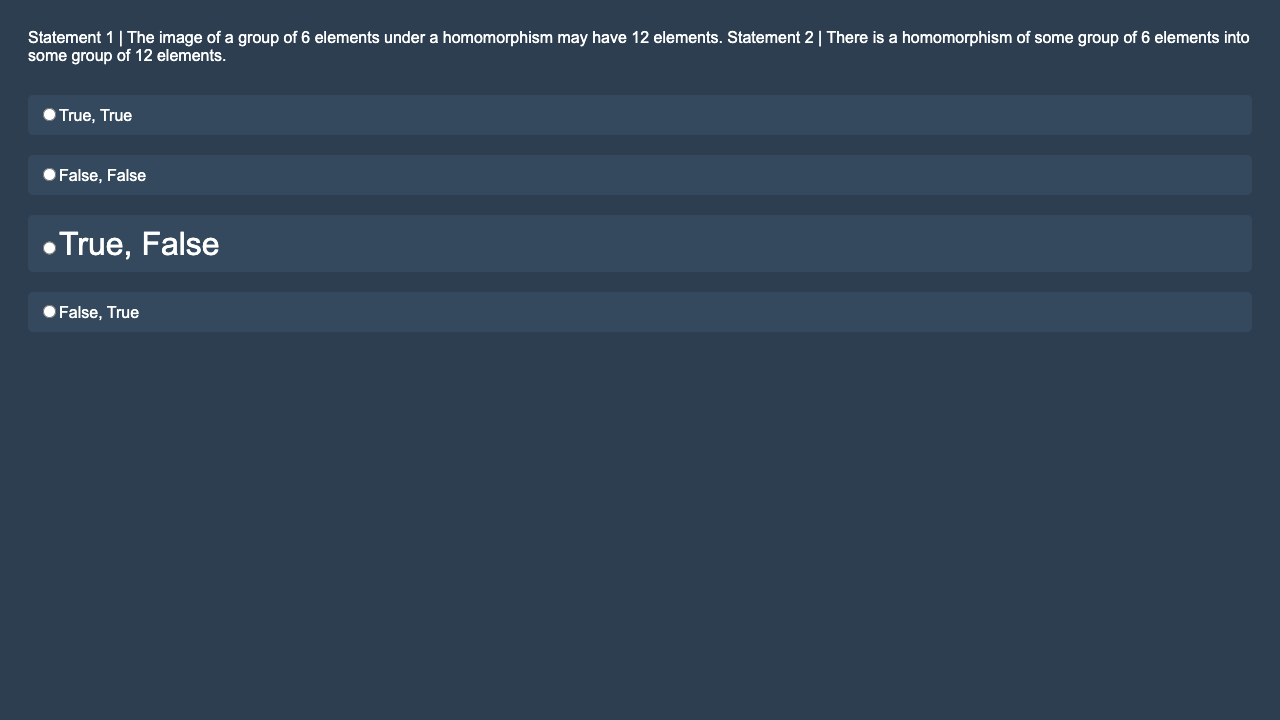 Statement 1 | The image of a group of 6 elements under a homomorphism may have 12 elements. Statement 2 | There is a homomorphism of some group of 6 elements into
some group of 12 elements.
True, True
False, False
True, False
False, True